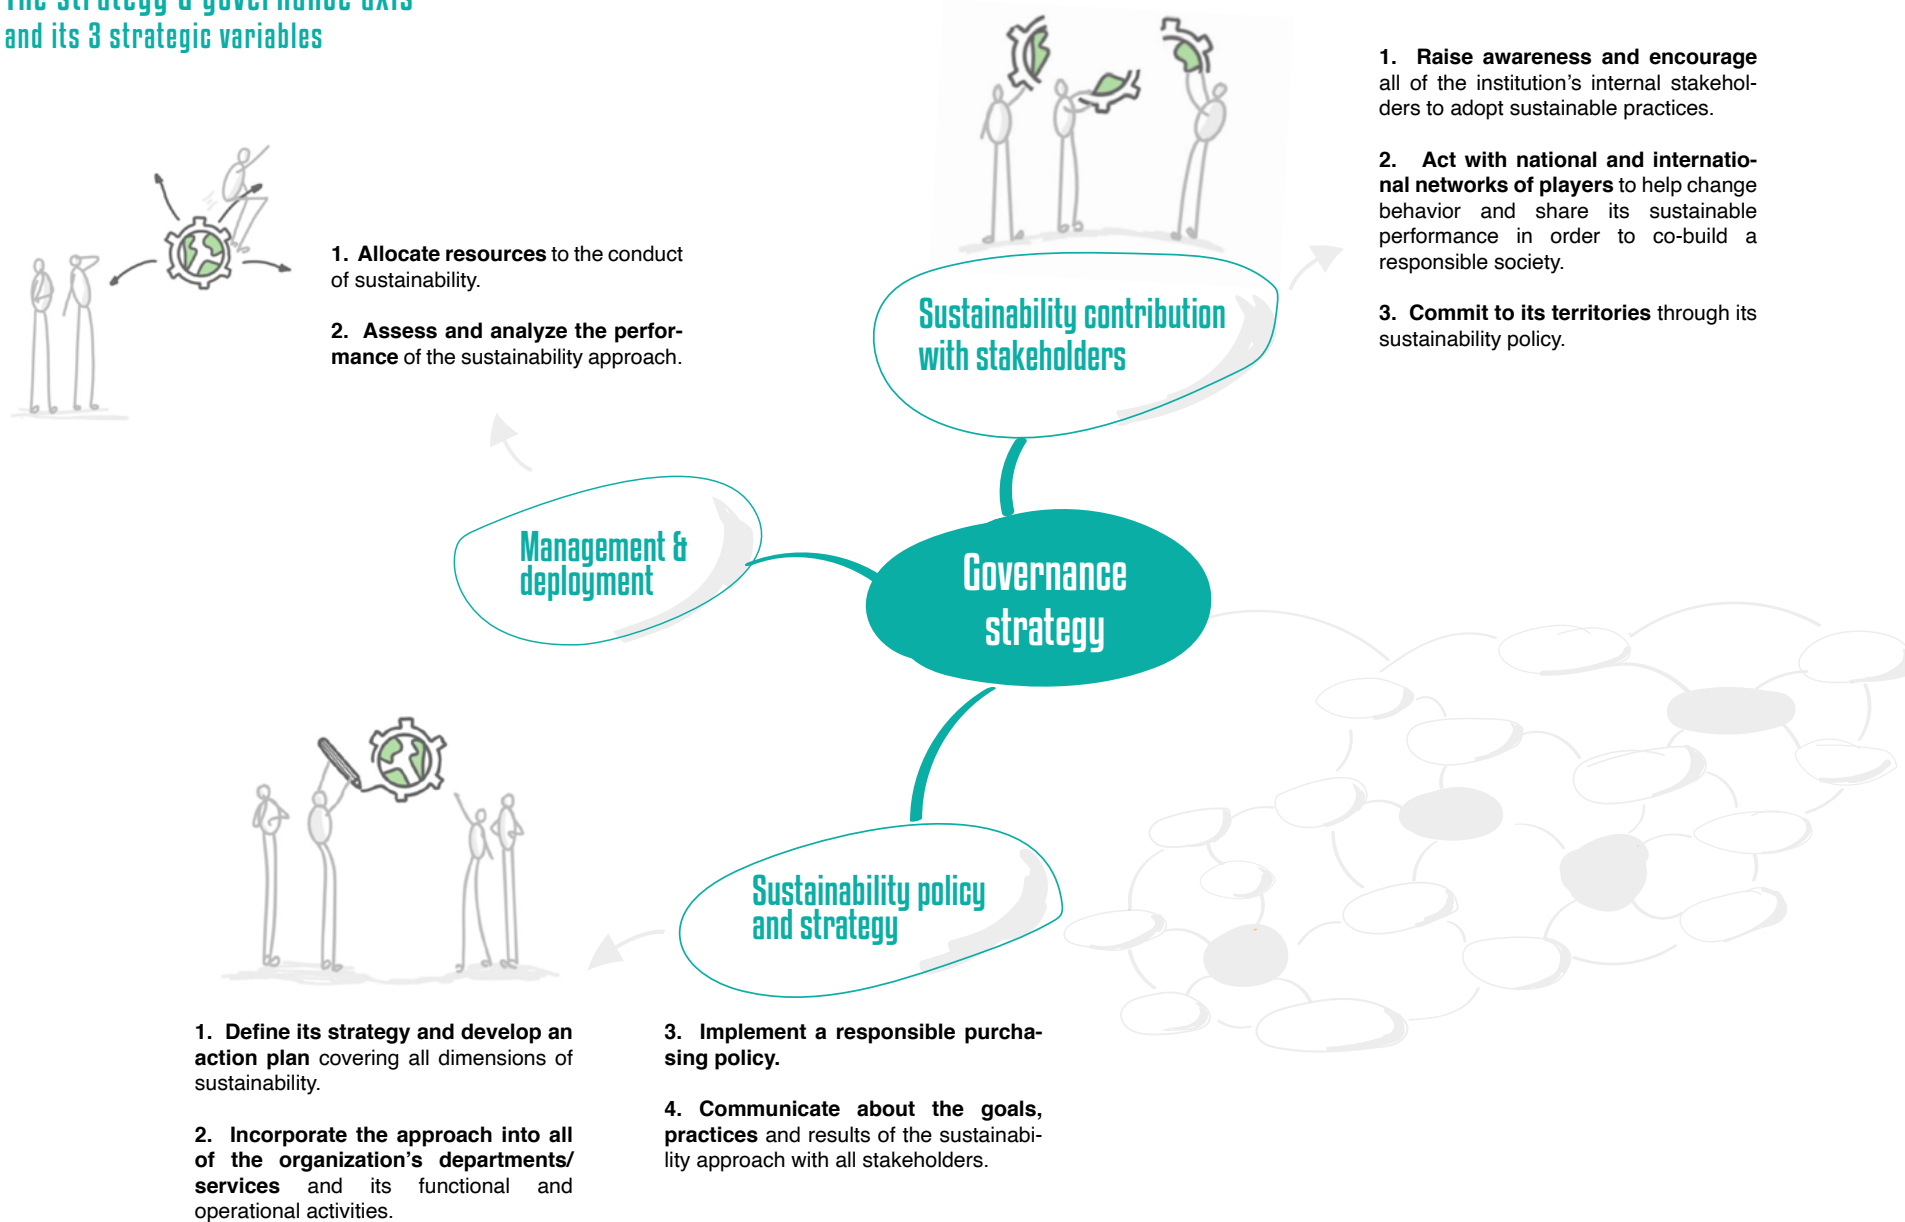 The strategy & governance axis
and its 3 strategic variables
1. Allocate resources to the conduct
of sustainability.
2. Assess and analyze the perfor-
mance of the sustainability approach.
Sustainability contribution
with stakeholders
1. Raise awareness and encourage
all of the institution's internal stakehol-
ders to adopt sustainable practices.
2. Act with national and internatio-
nal networks of players to help change
behavior and share its sustainable
performance in order to co-build a
responsible society.
3. Commit to its territories through its
sustainability policy.
Management &
deployment
Governance
strategy
Sustainability policy
and strategy
1. Define its strategy and develop an
action plan covering all dimensions of
sustainability.
2. Incorporate the approach into all
of the organization's departments/
services and its functional and
operational activities.
3. Implement a responsible purcha-
sing policy.
4. Communicate about the goals,
practices and results of the sustainabi-
lity approach with all stakeholders.